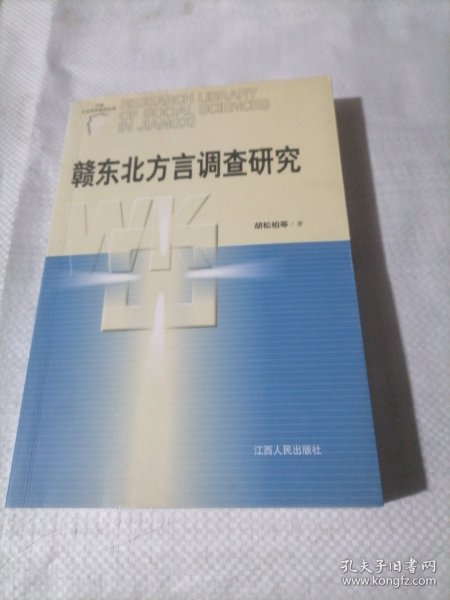 RESEARCH LIBRARY
OF SOCIAL SCIENCES
IN JIANGXI
赣东北方言调查研究
胡松柏等/著
江西人民出版社
孔夫子旧书网
www.kongfz.com